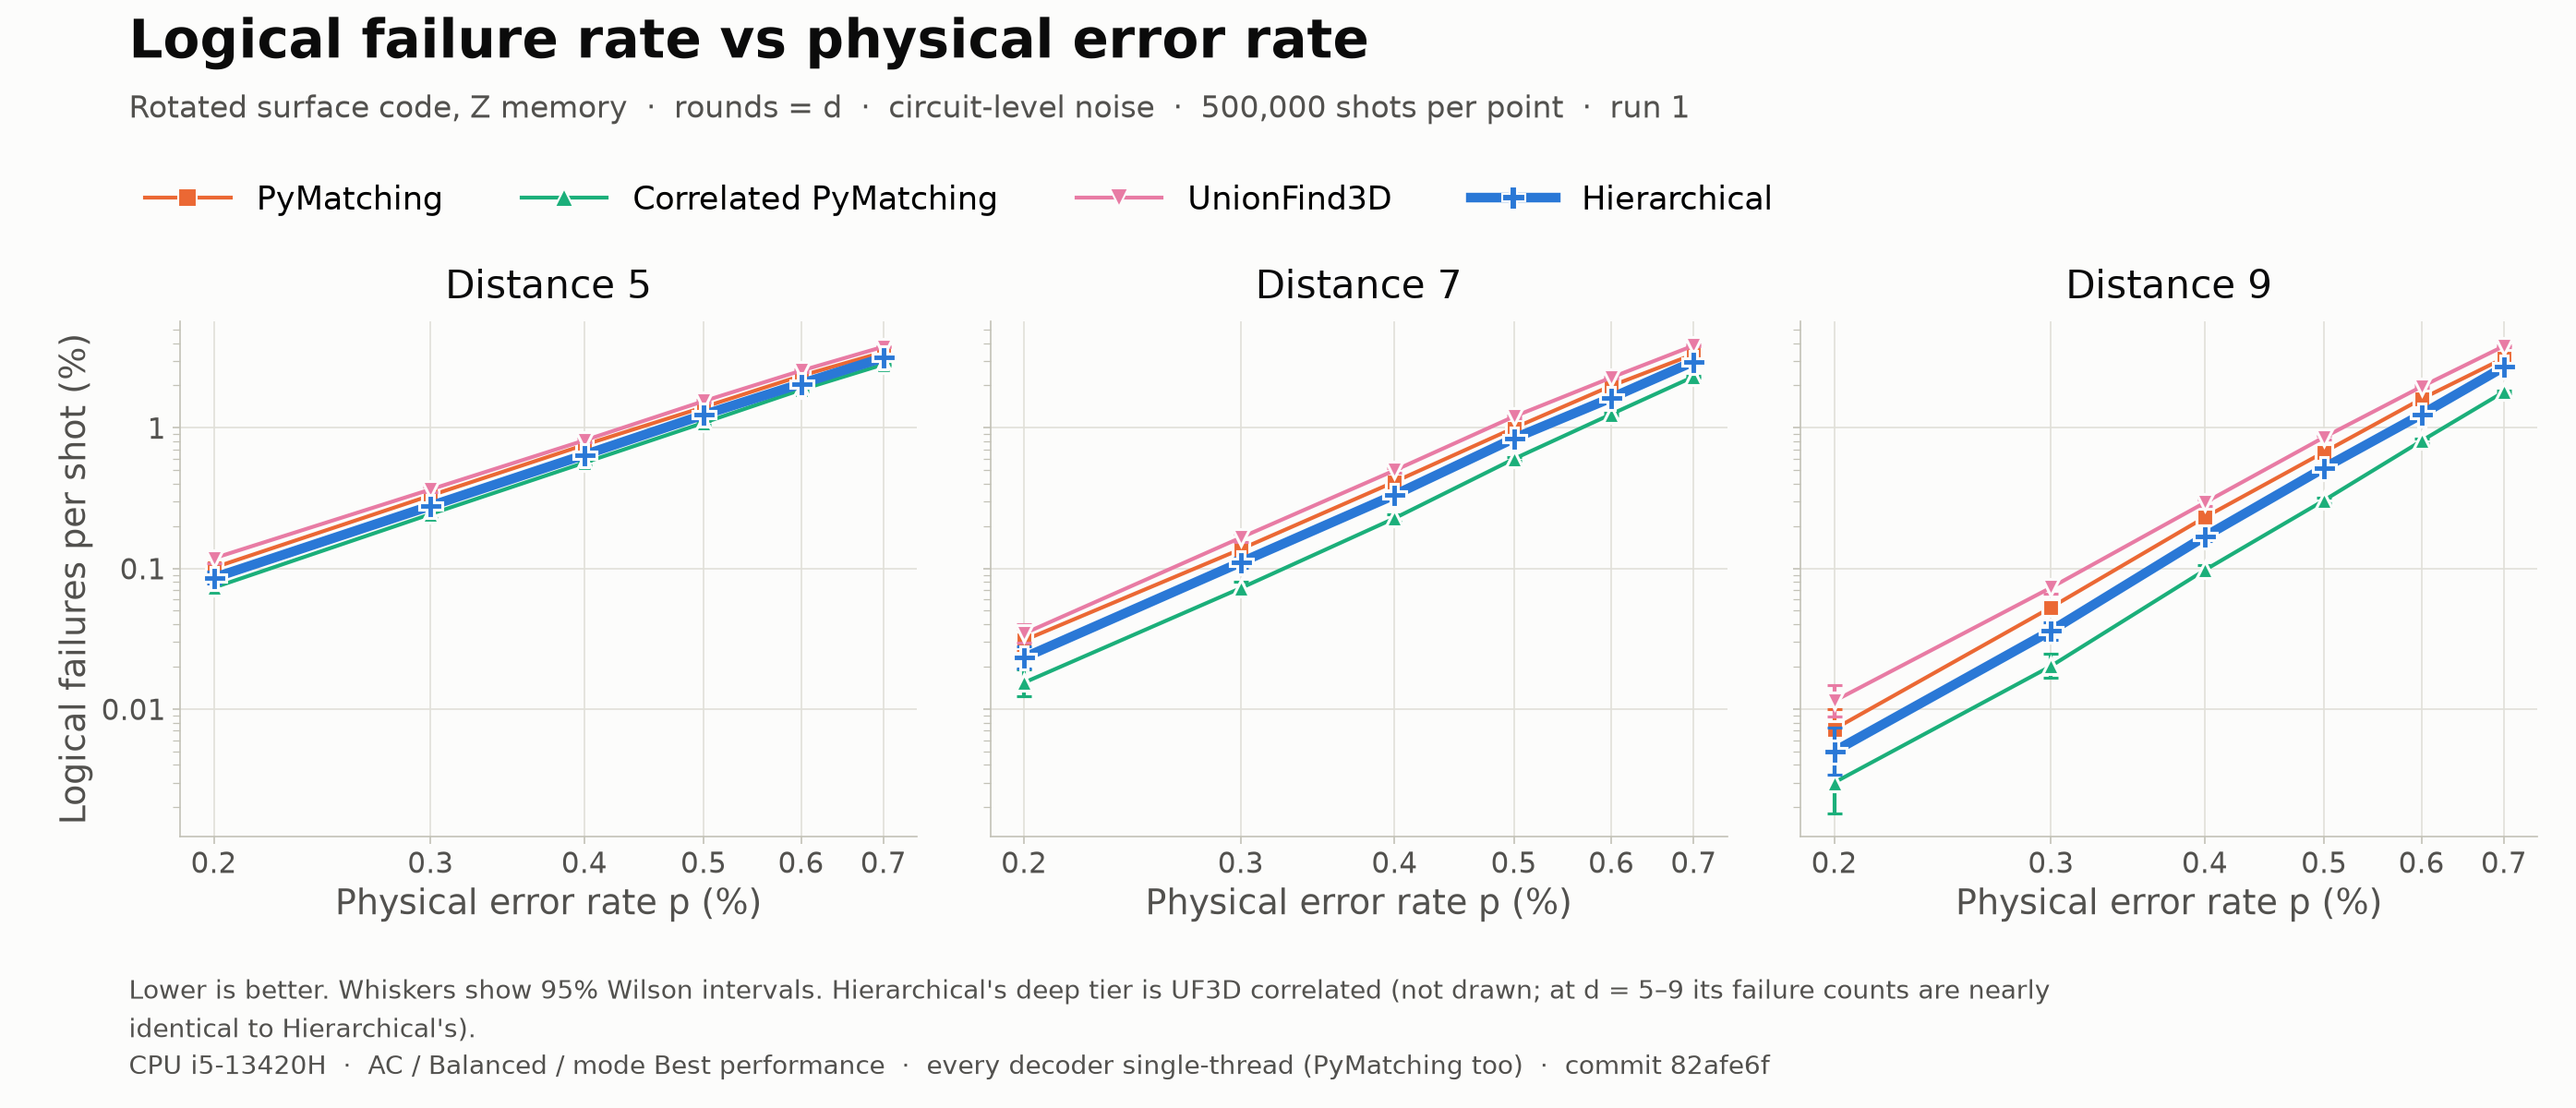 Logical failure rate vs physical error rate
Rotated surface code, Z memory · rounds = d · circuit-level noise · 500,000 shots per point · run 1
PyMatching Correlated PyMatching UnionFind3D Hierarchical
Distance 5
Logical failures per shot (%)
1
0.1
0.01
0.2 0.3 0.4 0.5 0.6 0.7
Physical error rate p (%)
Distance 7
0.2 0.3 0.4 0.5 0.6 0.7
Physical error rate p (%)
Distance 9
0.2 0.3 0.4 0.5 0.6 0.7
Physical error rate p (%)
Lower is better. Whiskers show 95% Wilson intervals. Hierarchical's deep tier is UF3D correlated (not drawn; at d = 5–9 its failure counts are nearly
identical to Hierarchical's).
CPU i5-13420H · AC / Balanced / mode Best performance · every decoder single-thread (PyMatching too) · commit 82afe6f